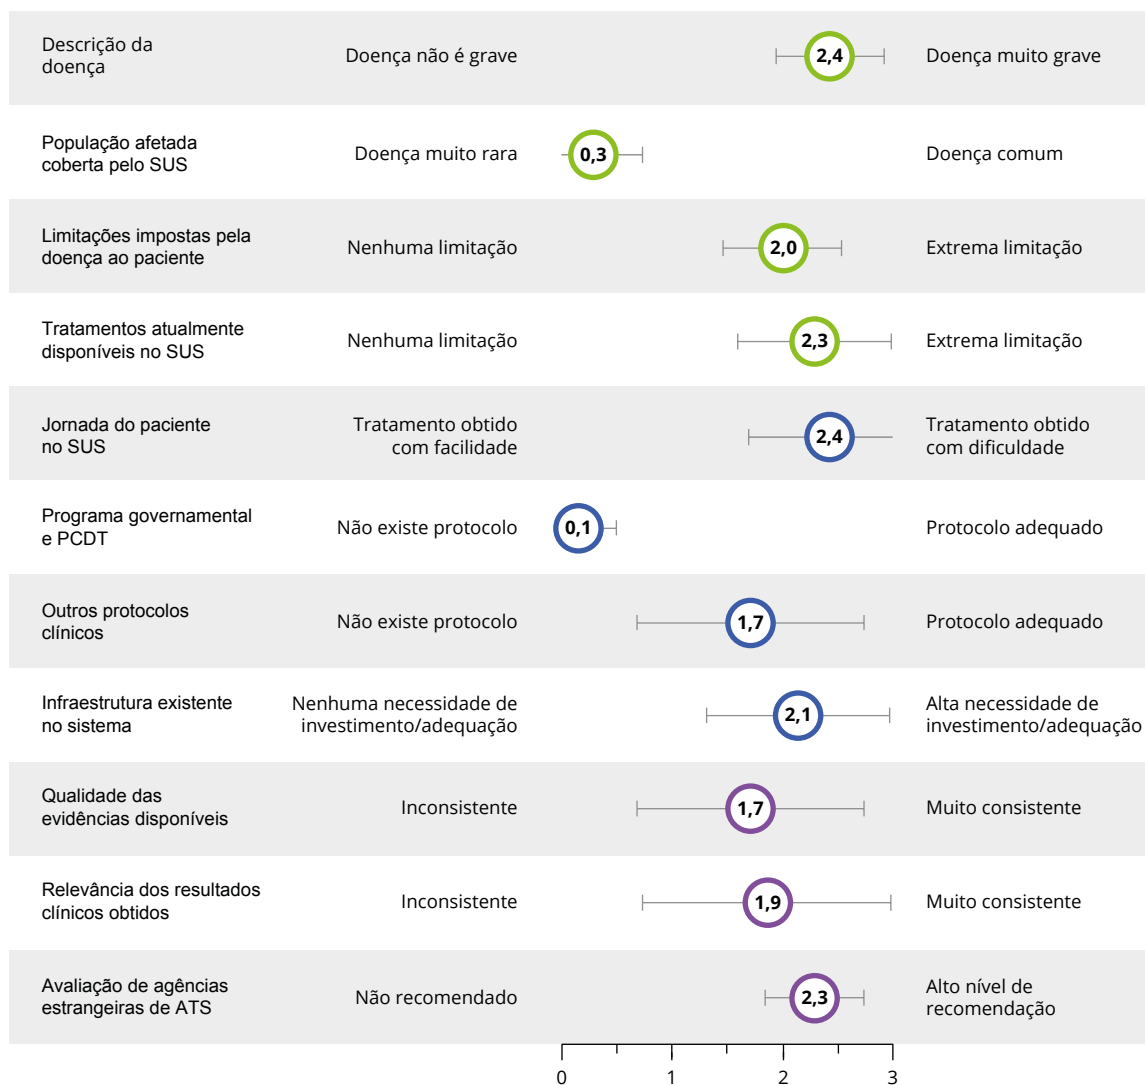 Descrição da
doença
Doença não é grave
2,4
Doença muito grave
População afetada
coberta pelo SUS
Doença muito rara
0,3
Doença comum
Limitações impostas pela
doença ao paciente
Nenhuma limitação
2,0
Extrema limitação
Tratamentos atualmente
disponíveis no SUS
Nenhuma limitação
2,3
Extrema limitação
Jornada do paciente
no SUS
Tratamento obtido
com facilidade
2,4
Tratamento obtido
com dificuldade
Programa governamental
e PCDT
Não existe protocolo
0,1
Protocolo adequado
Outros protocolos
clínicos
Não existe protocolo
1,7
Protocolo adequado
Infraestrutura existente
no sistema
Nenhuma necessidade de
investimento/adequação
2,1
Alta necessidade de
investimento/adequação
Qualidade das
evidências disponíveis
Inconsistente
1,7
Muito consistente
Relevância dos resultados
clínicos obtidos
Inconsistente
1,9
Muito consistente
Avaliação de agências
estrangeiras de ATS
Não recomendado
2,3
Alto nível de
recomendação
0 1 2 3